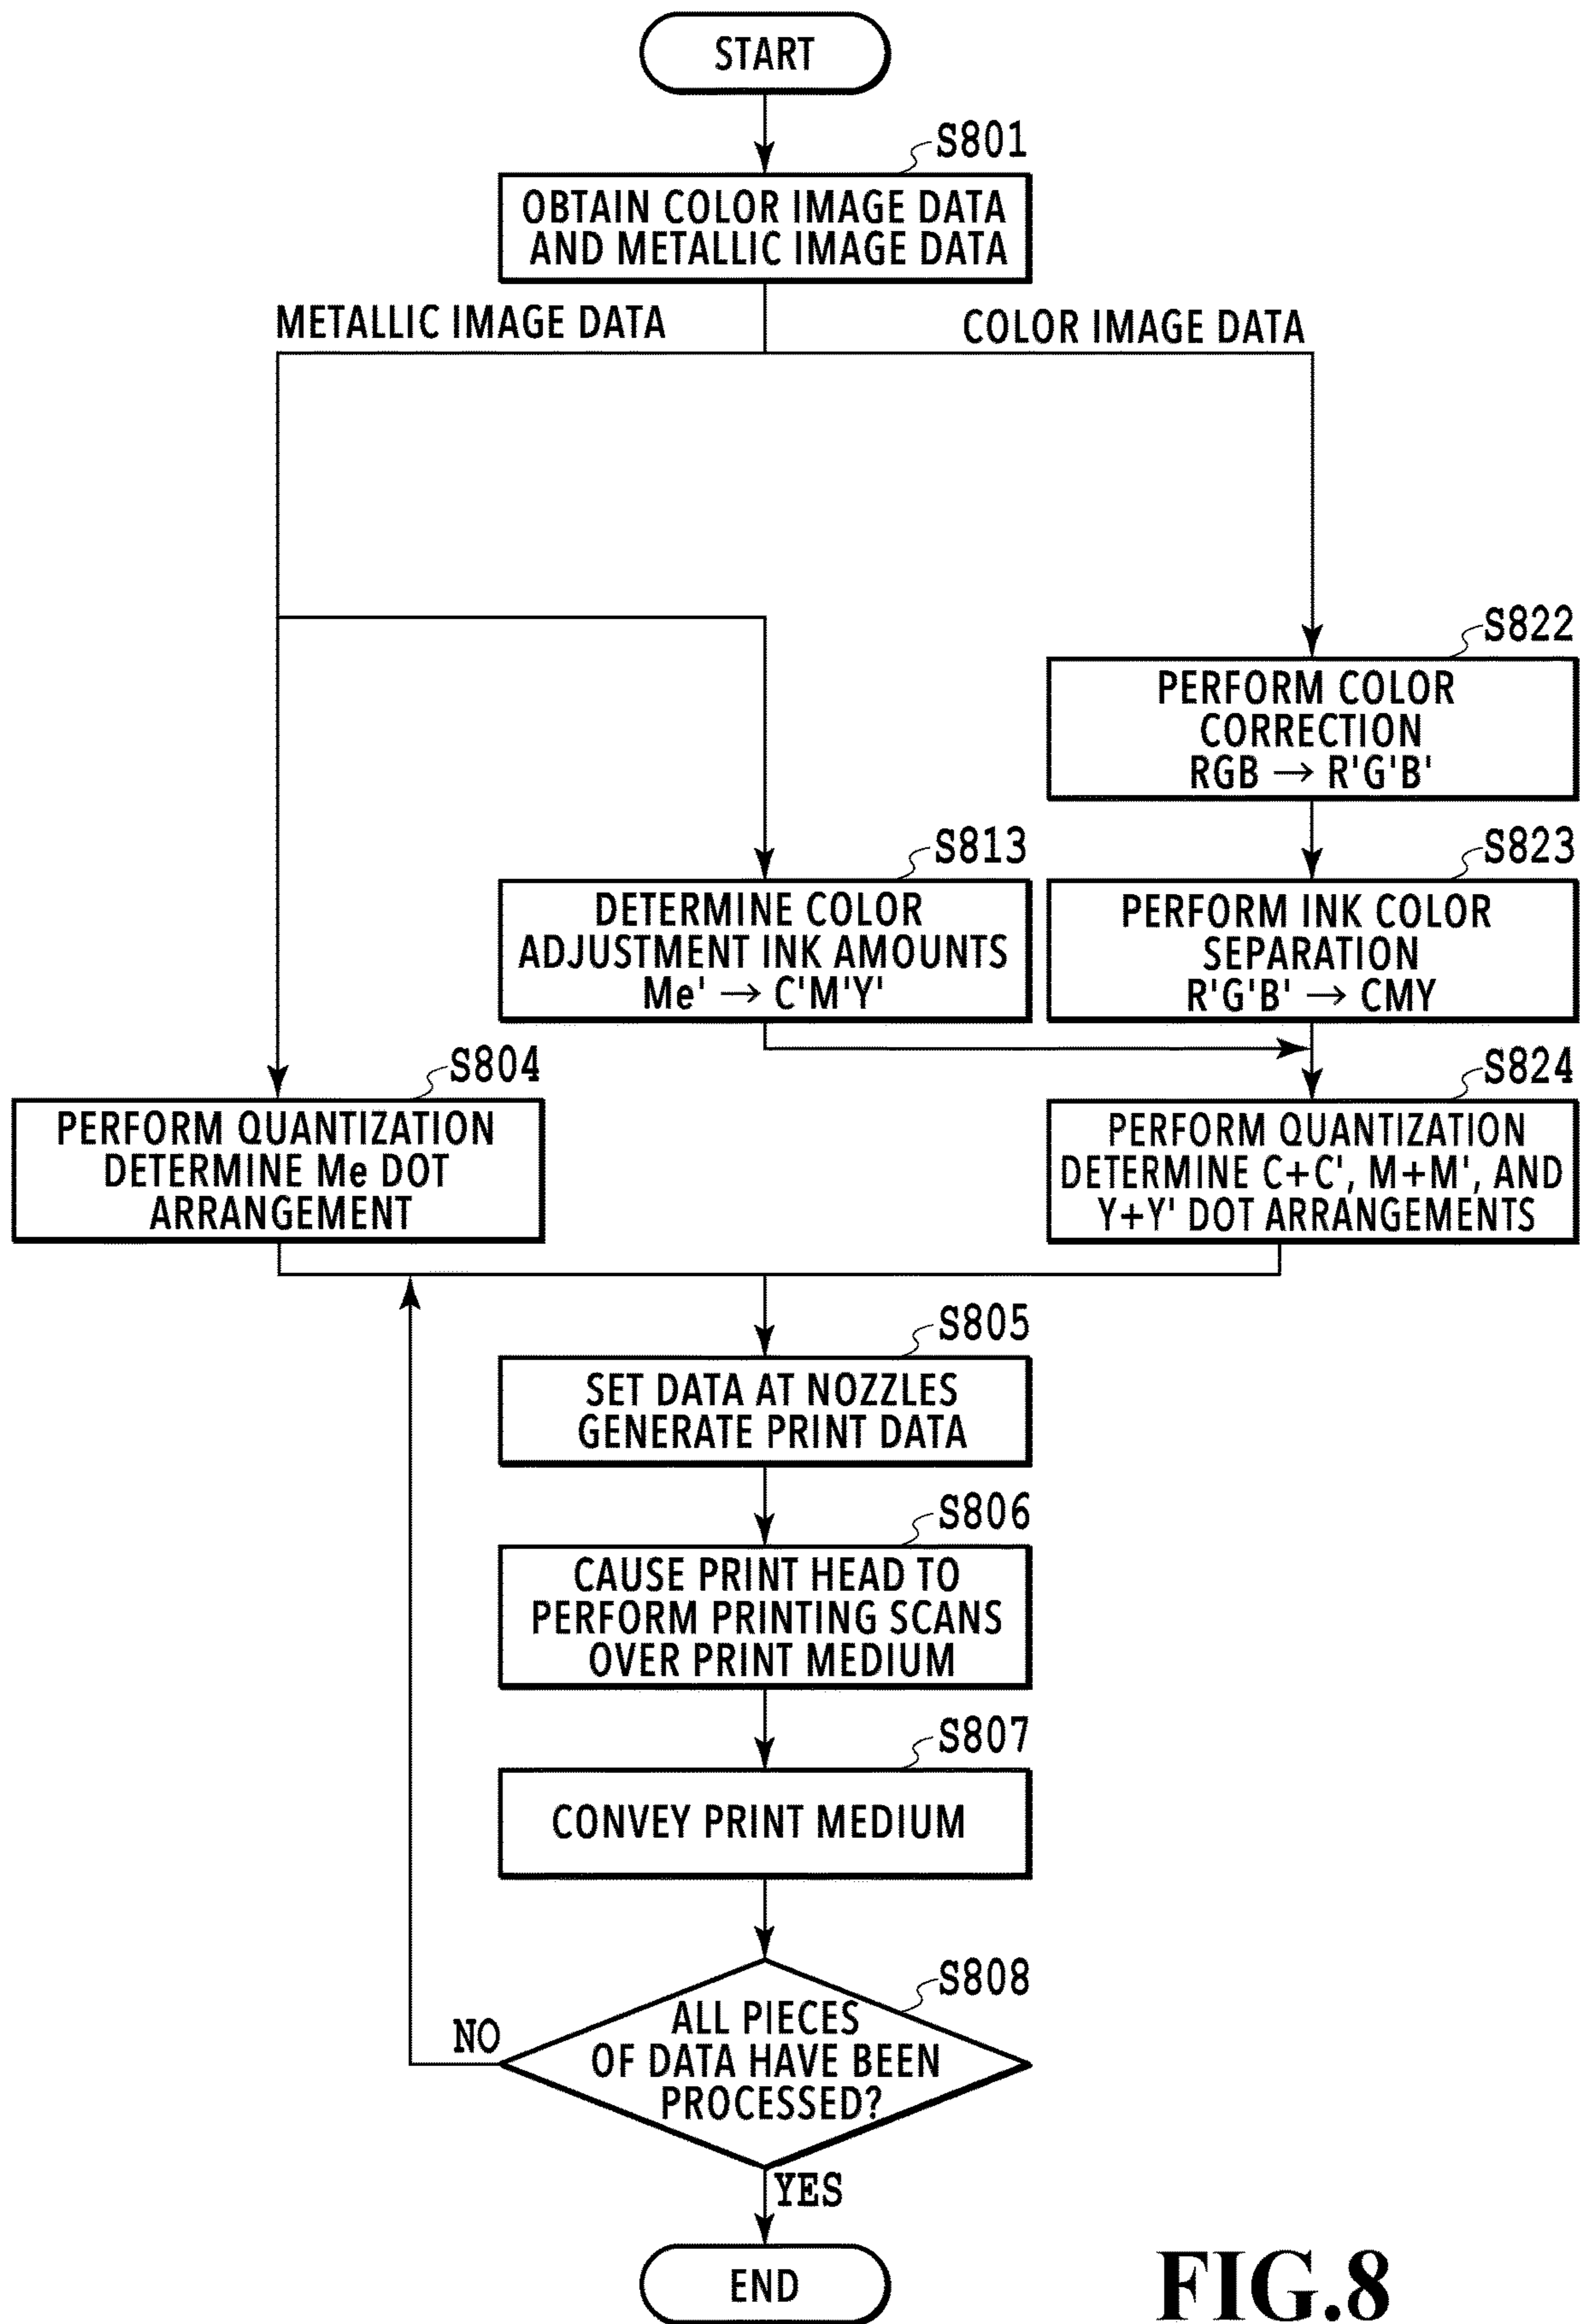 START
S801
OBTAIN COLOR IMAGE DATA
AND METALLIC IMAGE DATA
METALLIC IMAGE DATA
COLOR IMAGE DATA
S822
PERFORM COLOR
CORRECTION
RGB → R'G'B'
S813
DETERMINE COLOR
ADJUSTMENT INK AMOUNTS
Me' → C'M'Y'
S823
PERFORM INK COLOR
SEPARATION
R'G'B' → CMY
S804
PERFORM QUANTIZATION
DETERMINE Me DOT
ARRANGEMENT
S824
PERFORM QUANTIZATION
DETERMINE C+C', M+M', AND
Y+Y' DOT ARRANGEMENTS
S805
SET DATA AT NOZZLES
GENERATE PRINT DATA
S806
CAUSE PRINT HEAD TO
PERFORM PRINTING SCANS
OVER PRINT MEDIUM
S807
CONVEY PRINT MEDIUM
S808
ALL PIECES
OF DATA HAVE BEEN
PROCESSED?
NO
YES
END
FIG.8